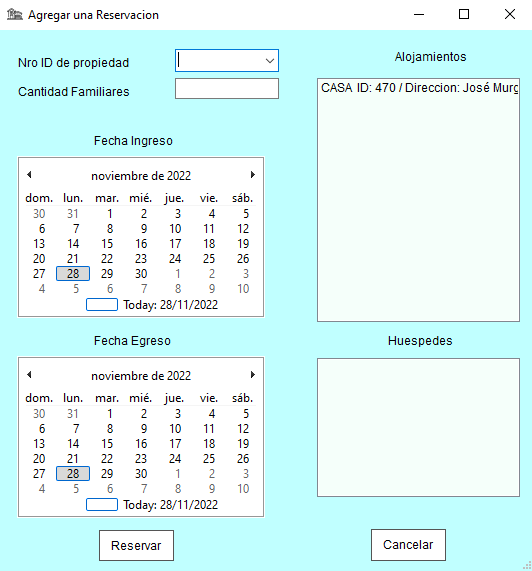 Agregar una Reservacion
Nro ID de propiedad
Cantidad Familiares
Alojamientos
CASA ID: 470 / Direccion: José Murg
Fecha Ingreso
noviembre de 2022
dom. lun. mar. mié. jue. vie. sáb.
30 31 1 2 3 4 5
6 7 8 9 10 11 12
13 14 15 16 17 18 19
20 21 22 23 24 25 26
27 28 29 30 1 2 3
4 5 6 7 8 9 10
Today: 28/11/2022
Fecha Egreso
noviembre de 2022
dom. lun. mar. mié. jue. vie. sáb.
30 31 1 2 3 4 5
6 7 8 9 10 11 12
13 14 15 16 17 18 19
20 21 22 23 24 25 26
27 28 29 30 1 2 3
4 5 6 7 8 9 10
Today: 28/11/2022
Huespedes
Reservar
Cancelar